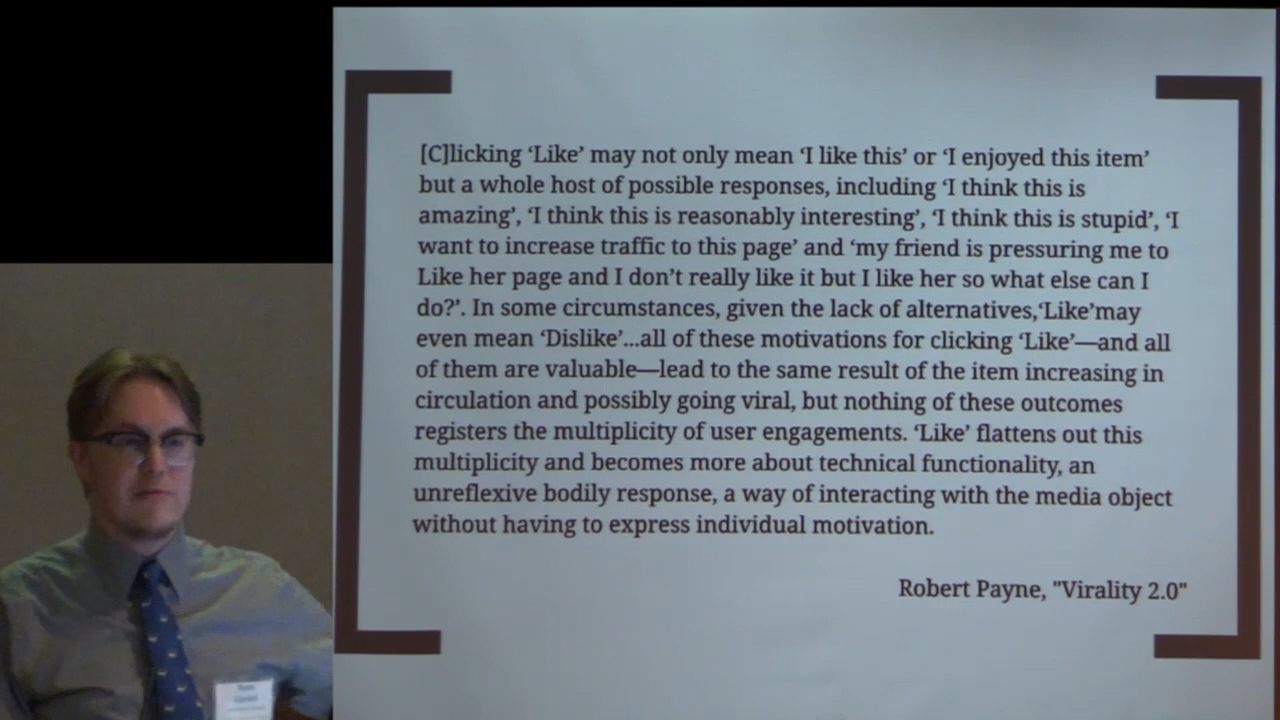 [C]licking ‘Like’ may not only mean ‘I like this’ or ‘I enjoyed this item’
but a whole host of possible responses, including ‘I think this is
amazing’, ‘I think this is reasonably interesting’, ‘I think this is stupid’, ‘I
want to increase traffic to this page’ and ‘my friend is pressuring me to
Like her page and I don’t really like it but I like her so what else can I
do?’. In some circumstances, given the lack of alternatives,‘Like’may
even mean ‘Dislike’...all of these motivations for clicking ‘Like’—and all
of them are valuable—lead to the same result of the item increasing in
circulation and possibly going viral, but nothing of these outcomes
registers the multiplicity of user engagements. ‘Like’ flattens out this
multiplicity and becomes more about technical functionality, an
unreflexive bodily response, a way of interacting with the media object
without having to express individual motivation.
Robert Payne, "Virality 2.0"